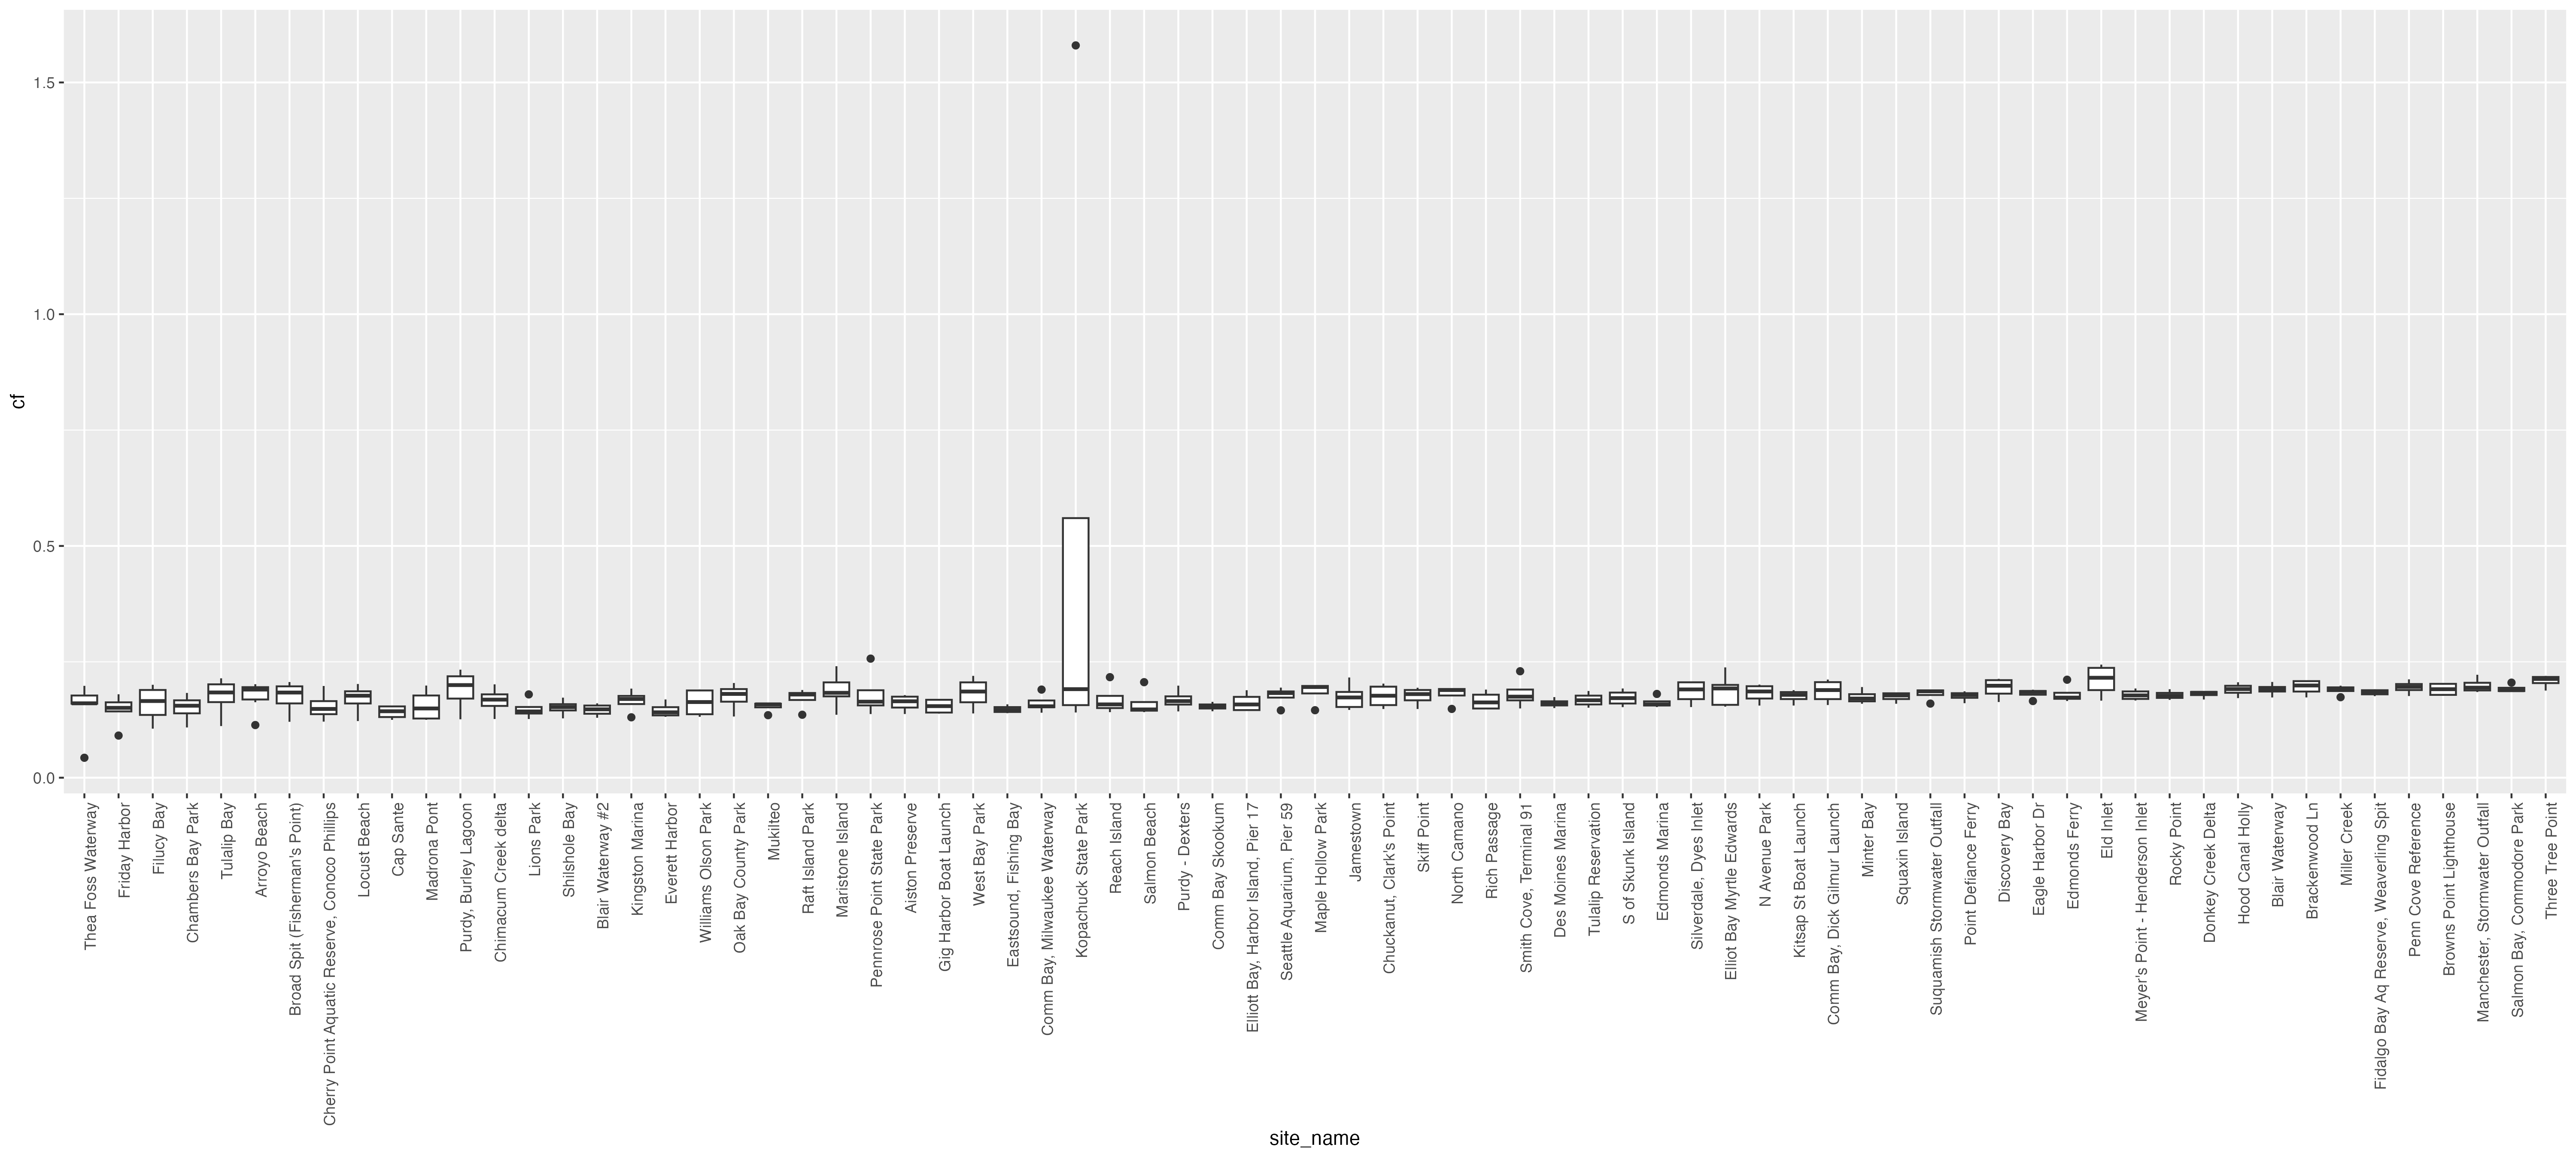 cf
1.5
1.0
0.5
0.0
Thea Foss Waterway
Friday Harbor
Filucy Bay
Chambers Bay Park
Tulalip Bay
Arroyo Beach
Broad Spit (Fisherman's Point)
Cherry Point Aquatic Reserve, Conoco Phillips
Locust Beach
Cap Sante
Madrona Pont
Purdy, Burley Lagoon
Chimacum Creek delta
Lions Park
Shilshole Bay
Blair Waterway #2
Kingston Marina
Everett Harbor
Williams Olson Park
Oak Bay County Park
Mukilteo
Raft Island Park
Maristone Island
Pennrose Point State Park
Aiston Preserve
Gig Harbor Boat Launch
West Bay Park
Eastsound, Fishing Bay
Comm Bay, Milwaukee Waterway
Kopachuck State Park
Reach Island
Salmon Beach
Purdy - Dexters
Comm Bay Skookum
Elliott Bay, Harbor Island, Pier 17
Seattle Aquarium, Pier 59
Maple Hollow Park
Jamestown
Chuckanut, Clark's Point
Skiff Point
North Camano
Rich Passage
Smith Cove, Terminal 91
Des Moines Marina
Tulalip Reservation
S of Skunk Island
Edmonds Marina
Silverdale, Dyes Inlet
Elliot Bay Myrtle Edwards
N Avenue Park
Kitsap St Boat Launch
Comm Bay, Dick Gilmur Launch
Minter Bay
Squaxin Island
Suquamish Stormwater Outfall
Point Defiance Ferry
Discovery Bay
Eagle Harbor Dr
Edmonds Ferry
Eld Inlet
Meyer's Point - Henderson Inlet
Rocky Point
Donkey Creek Delta
Hood Canal Holly
Blair Waterway
Brackenwood Ln
Miller Creek
Fidalgo Bay Aq Reserve, Weaverling Spit
Penn Cove Reference
Browns Point Lighthouse
Manchester, Stormwater Outfall
Salmon Bay, Commodore Park
Three Tree Point
site_name